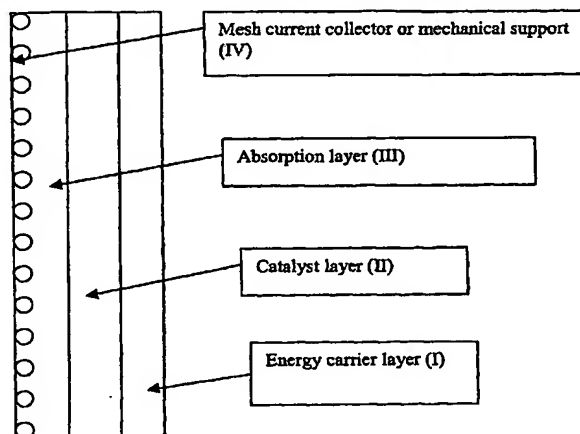 Mesh current collector or mechanical support
(IV)
Absorption layer (III)
Catalyst layer (II)
Energy carrier layer (I)